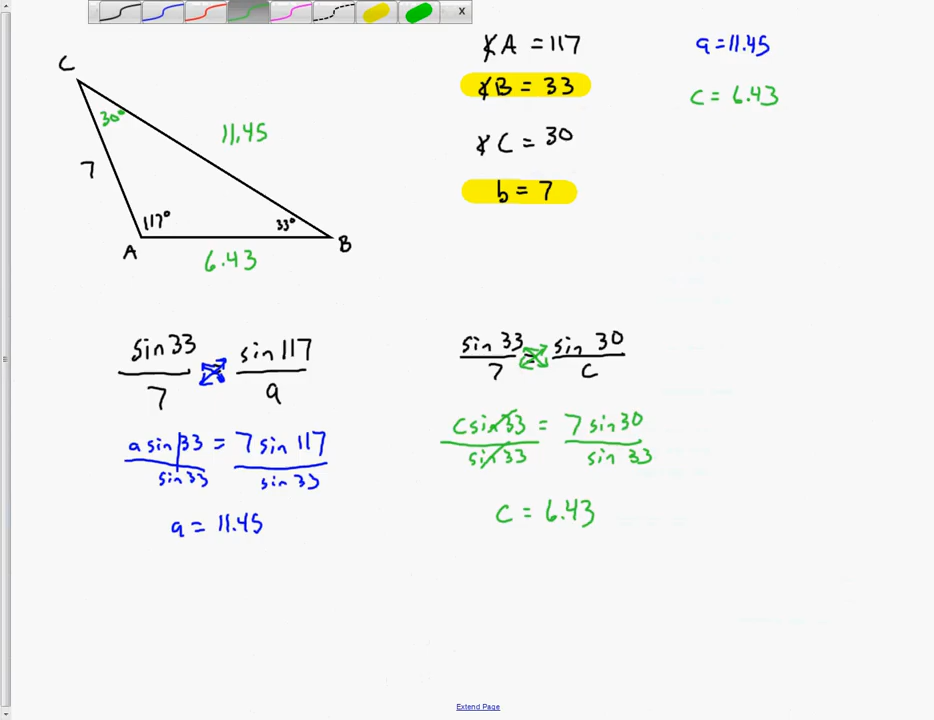 x
C
30°
11.45
7
117°
33°
A
B
6.43
∢A = 117
∢B = 33
∢C = 30
b = 7
a = 11.45
c = 6.43
sin 33 = sin 117
7 a
a sin 33 = 7 sin 117
sin 33 sin 33
a = 11.45
sin 33 = sin 30
7 c
c sin 33 = 7 sin 30
sin 33 sin 33
c = 6.43
Extend Page